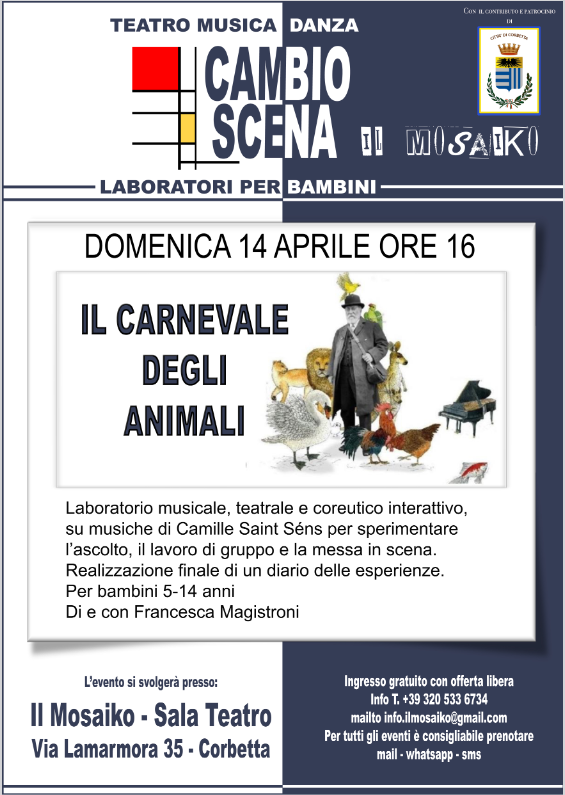 TEATRO MUSICA DANZA
CON IL CONTRIBUTO E PATROCINIO
DI
CITTA' DI CORBETTA
CAMBIO
SCENA
IL MOSAIKO
LABORATORI PER BAMBINI
DOMENICA 14 APRILE ORE 16
IL CARNEVALE
DEGLI
ANIMALI
Laboratorio musicale, teatrale e coreutico interattivo,
su musiche di Camille Saint Séns per sperimentare
l'ascolto, il lavoro di gruppo e la messa in scena.
Realizzazione finale di un diario delle esperienze.
Per bambini 5-14 anni
Di e con Francesca Magistroni
L'evento si svolgerà presso:
Il Mosaiko - Sala Teatro
Via Lamarmora 35 - Corbetta
Ingresso gratuito con offerta libera
Info T. +39 320 533 6734
mailto info.ilmosaiko@gmail.com
Per tutti gli eventi è consigliabile prenotare
mail - whatsapp - sms